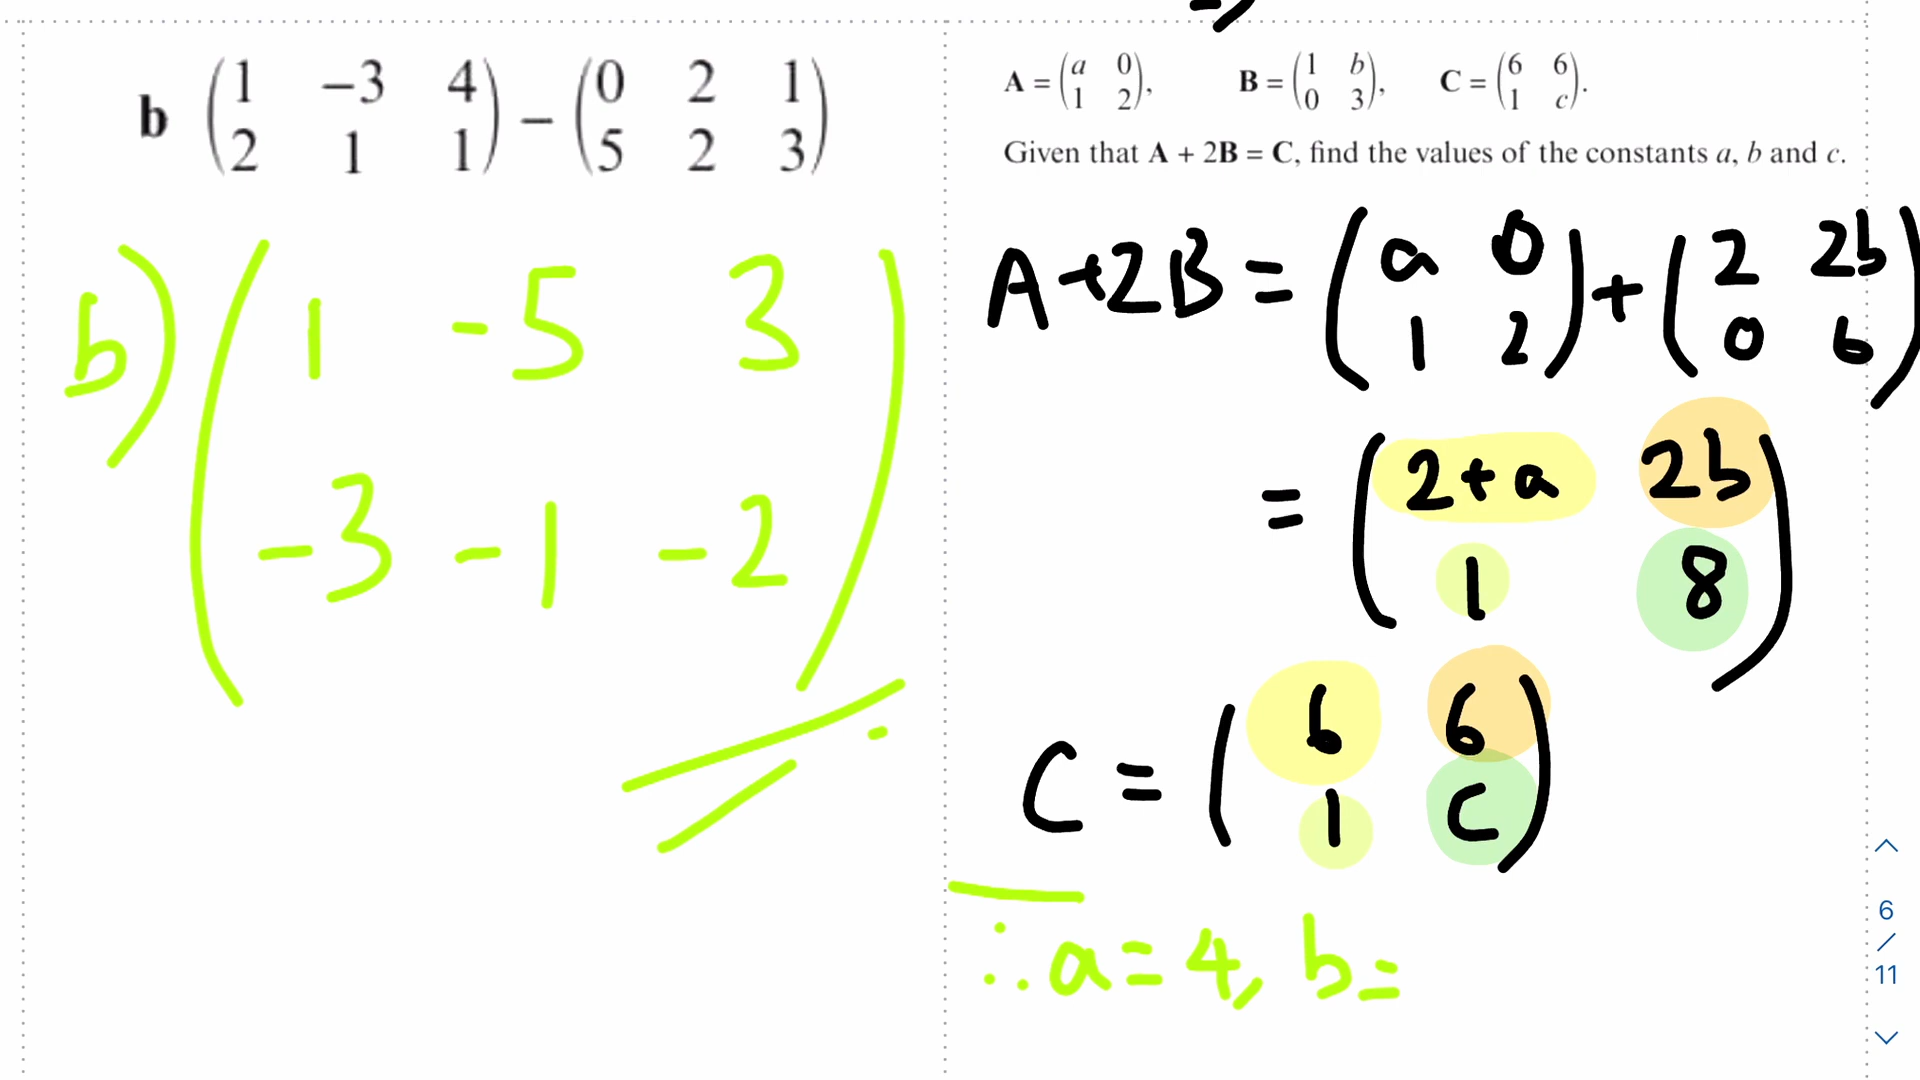 b (1 −3 4
2 1 1) − (0 2 1
5 2 3)
b) (1 -5 3
-3 -1 -2)
A = (a 0
1 2), B = (1 b
0 3), C = (6 6
1 c).
Given that A + 2B = C, find the values of the constants a, b and c.
A+2B = (a 0
1 2) + (2 2b
0 6)
= (2+a 2b
1 8)
C = (6 6
1 c)
∴ a = 4, b =
6
/
11